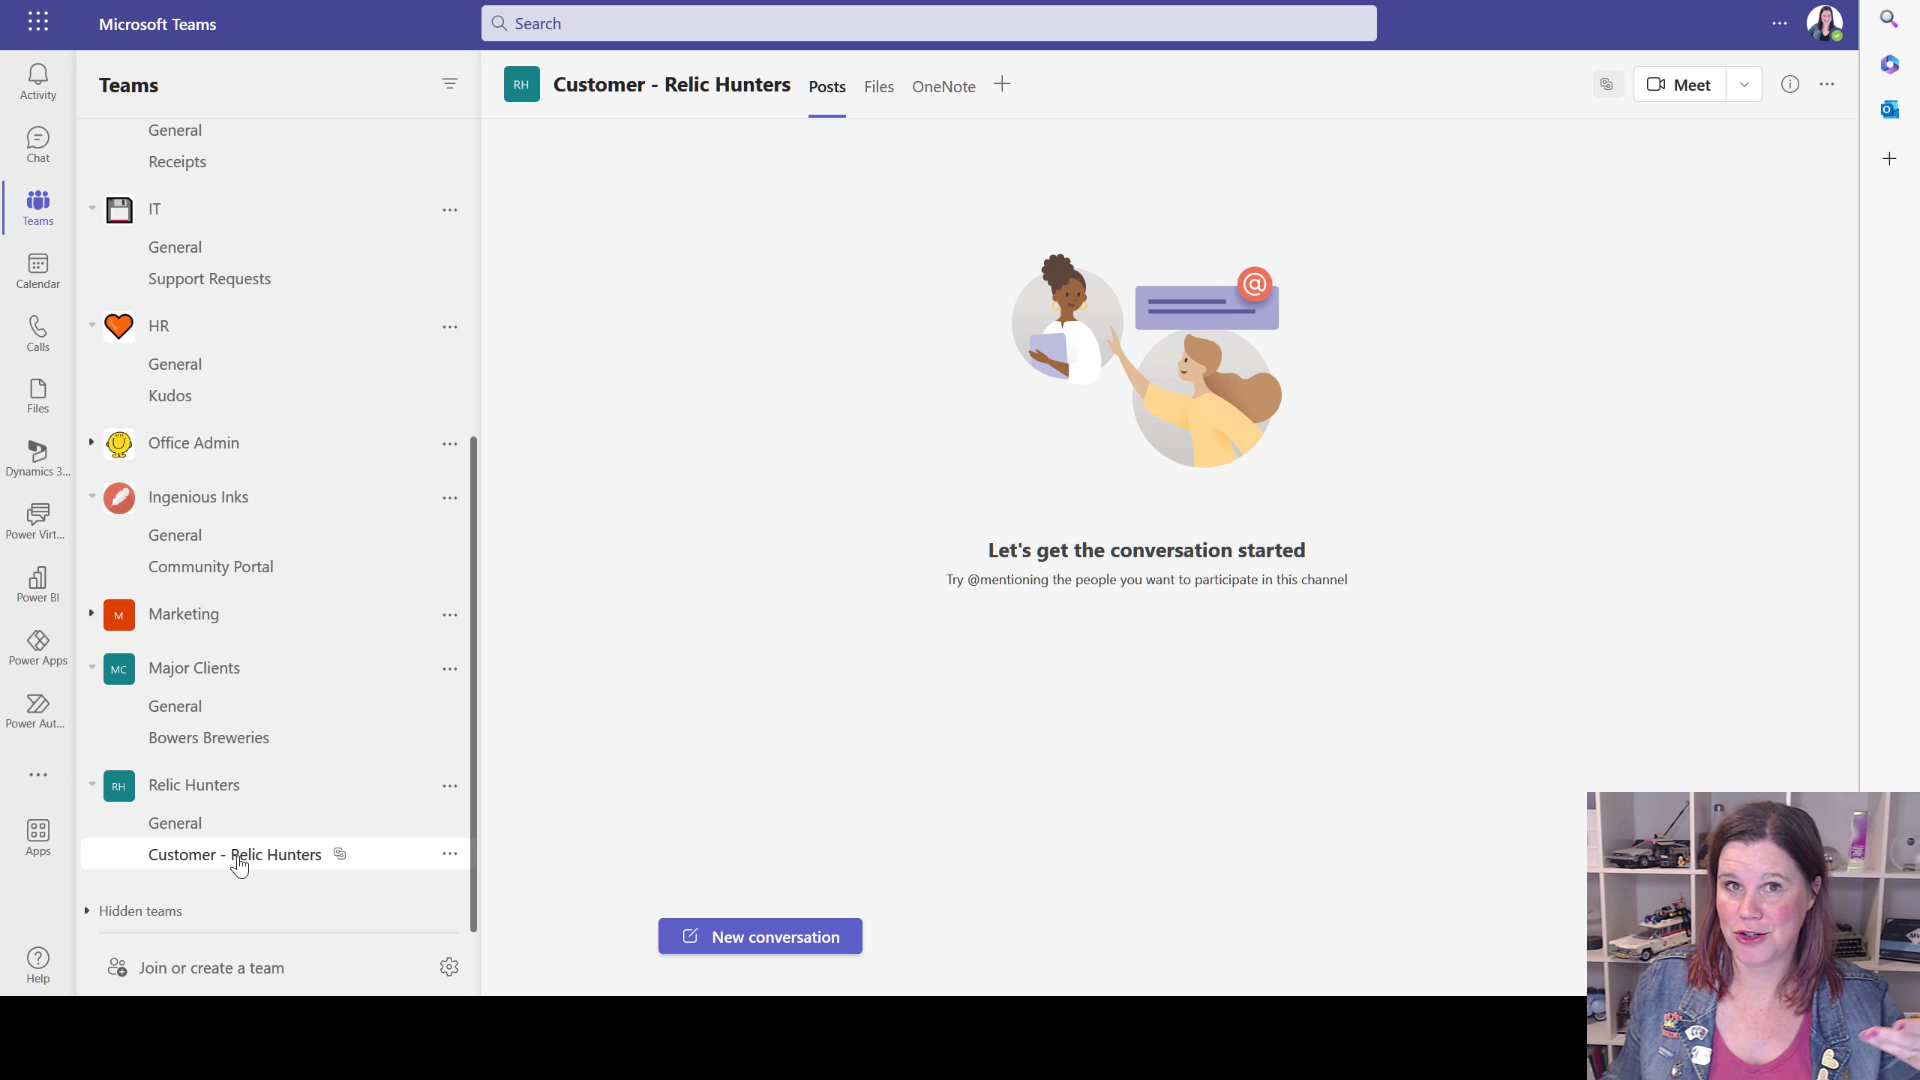 Microsoft Teams
Search
Activity
Chat
Teams
Calendar
Calls
Files
Dynamics 3...
Power Virt...
Power BI
Power Apps
Power Aut...
Apps
Help
Teams
General
Receipts
IT
General
Support Requests
HR
General
Kudos
Office Admin
Ingenious Inks
General
Community Portal
M
Marketing
MC
Major Clients
General
Bowers Breweries
RH
Relic Hunters
General
Customer - Relic Hunters
Hidden teams
Join or create a team
RH
Customer - Relic Hunters
Posts
Files
OneNote
Meet
@
Let's get the conversation started
Try @mentioning the people you want to participate in this channel
New conversation